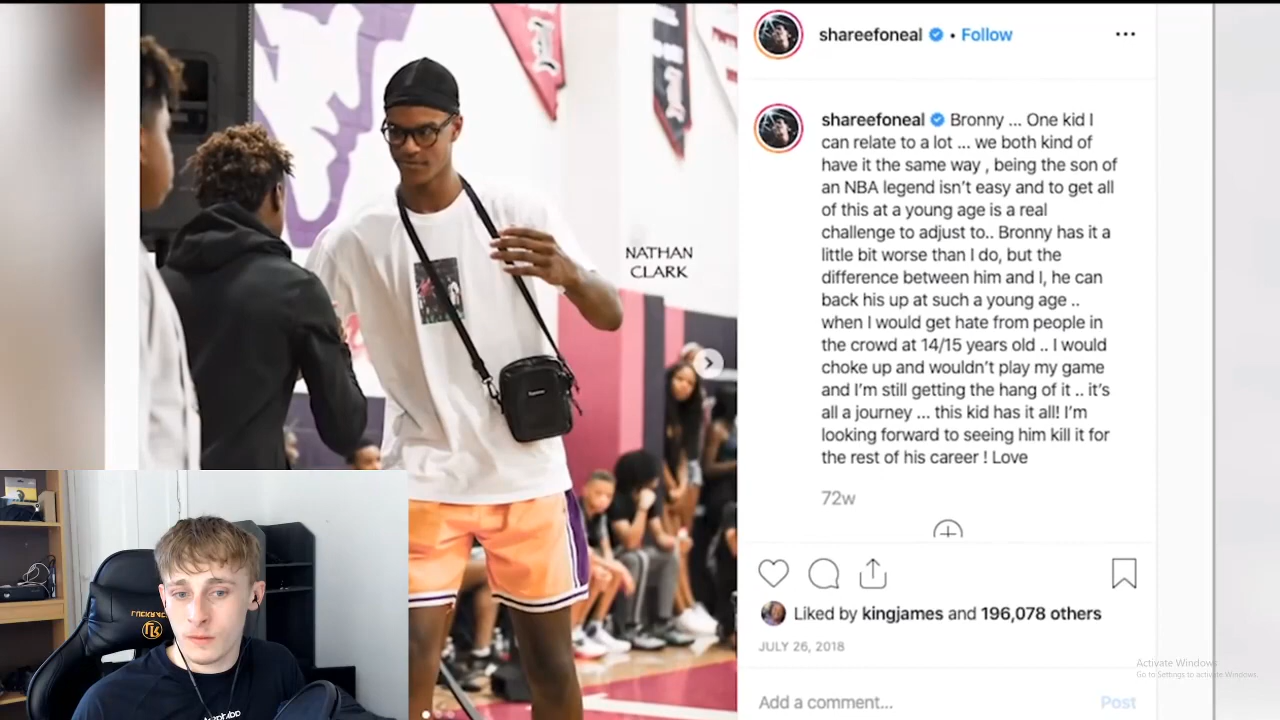 shareefoneal • Follow
shareefoneal Bronny ... One kid I
can relate to a lot ... we both kind of
have it the same way , being the son of
an NBA legend isn't easy and to get all
of this at a young age is a real
challenge to adjust to.. Bronny has it a
little bit worse than I do, but the
difference between him and I, he can
back his up at such a young age ..
when I would get hate from people in
the crowd at 14/15 years old .. I would
choke up and wouldn't play my game
and I'm still getting the hang of it .. it's
all a journey ... this kid has it all! I'm
looking forward to seeing him kill it for
the rest of his career ! Love
72w
Liked by kingjames and 196,078 others
JULY 26, 2018
Add a comment... Post
NATHAN
CLARK
Activate Windows
Go to Settings to activate Windows.